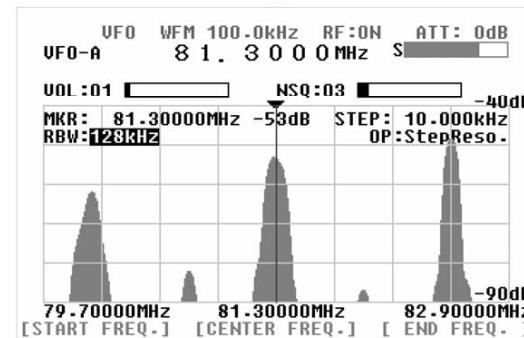 VFO WFM 100.0kHz RF:ON ATT: 0dB
VFO-A 81.3000MHz S
VOL:01 NSQ:03
-40dB
MKR: 81.30000MHz -53dB STEP: 10.000kHz
RBW:128kHz OP:StepReso.
-90dB
79.70000MHz 81.30000MHz 82.90000MHz
[START FREQ.] [CENTER FREQ.] [ END FREQ. ]